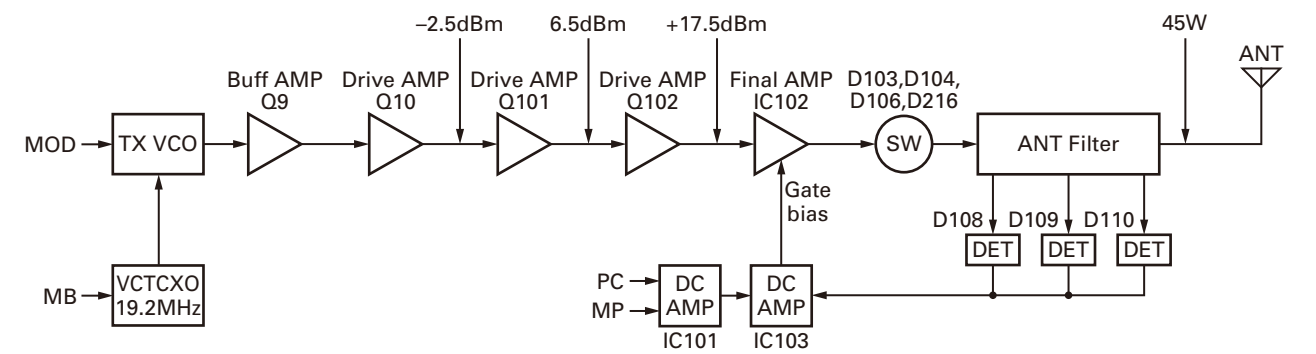 –2.5dBm
6.5dBm
+17.5dBm
45W
ANT
Buff AMP
Q9
Drive AMP
Q10
Drive AMP
Q101
Drive AMP
Q102
Final AMP
IC102
D103,D104,
D106,D216
MOD
TX VCO
SW
ANT Filter
Gate
bias
D108
D109
D110
DET
DET
DET
MB
VCTCXO
19.2MHz
PC
MP
DC
AMP
IC101
DC
AMP
IC103